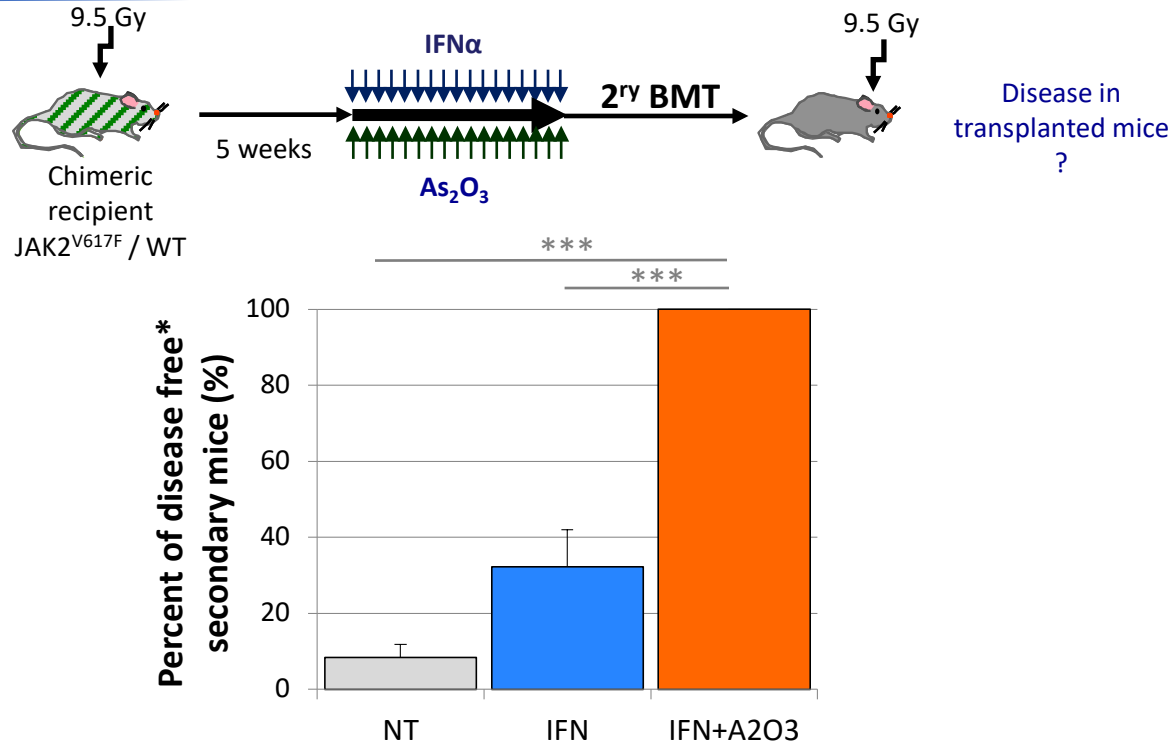 9.5 Gy
IFNα
2ry BMT
9.5 Gy
Disease in
transplanted mice
?
5 weeks
As2O3
Chimeric
recipient
JAK2V617F / WT
***
***
Percent of disease free*
secondary mice (%)
100
80
60
40
20
0
NT
IFN
IFN+A2O3